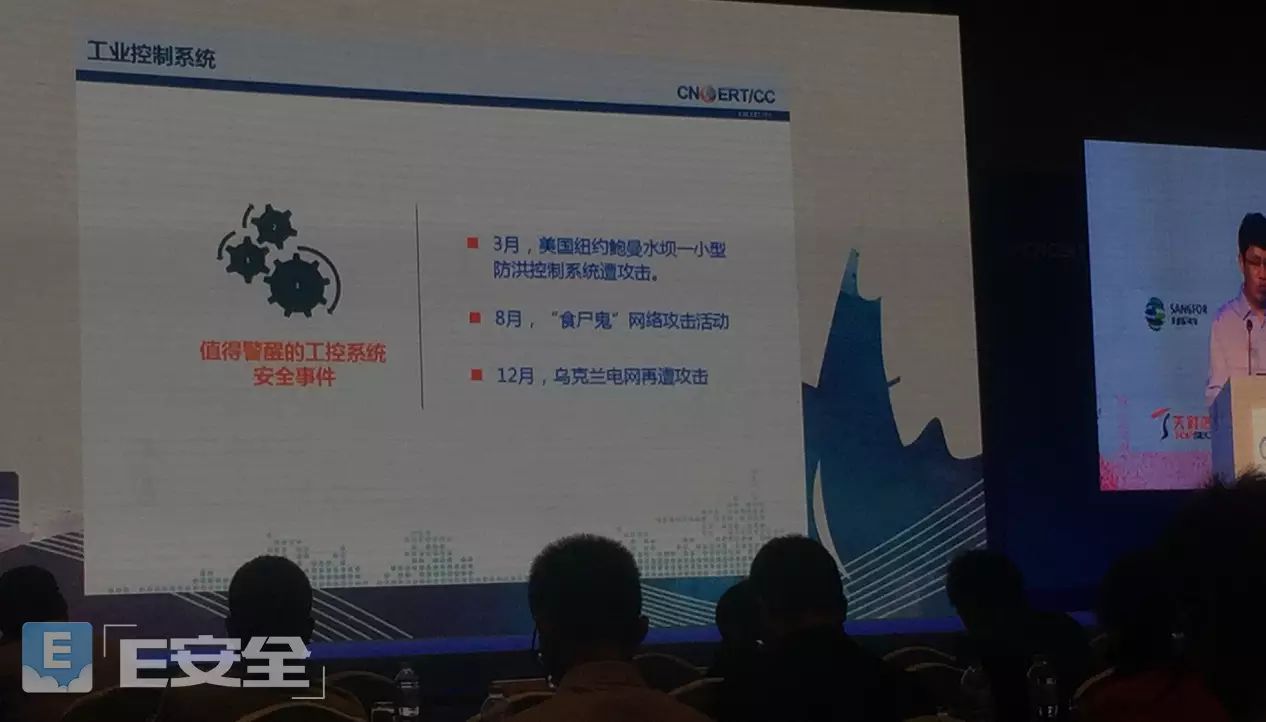 工业控制系统
CNCERT/CC
3月，美国纽约鲍曼水坝一小型
防洪控制系统遭攻击。
8月，“食尸鬼”网络攻击活动
12月，乌克兰电网再遭攻击
值得警醒的工控系统
安全事件
SANGFOR
E
E安全